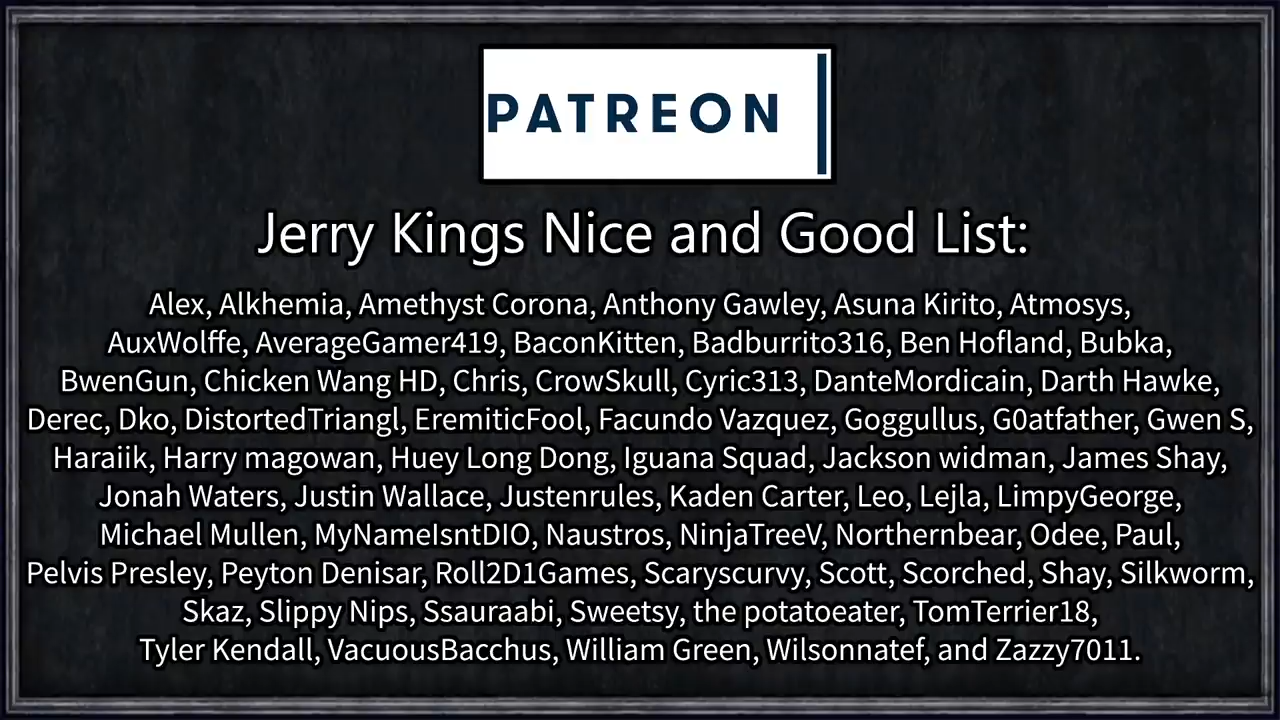 PATREON
Jerry Kings Nice and Good List:
Alex, Alkhemia, Amethyst Corona, Anthony Gawley, Asuna Kirito, Atmosys,
AuxWolffe, AverageGamer419, BaconKitten, Badburrito316, Ben Hofland, Bubka,
BwenGun, Chicken Wang HD, Chris, CrowSkull, Cyric313, DanteMordicain, Darth Hawke,
Derec, Dko, DistortedTriangl, EremiticFool, Facundo Vazquez, Goggullus, G0atfather, Gwen S,
Haraiik, Harry magowan, Huey Long Dong, Iguana Squad, Jackson widman, James Shay,
Jonah Waters, Justin Wallace, Justenrules, Kaden Carter, Leo, Lejla, LimpyGeorge,
Michael Mullen, MyNameIsntDIO, Naustros, NinjaTreeV, Northernbear, Odee, Paul,
Pelvis Presley, Peyton Denisar, Roll2D1Games, Scaryscurvy, Scott, Scorched, Shay, Silkworm,
Skaz, Slippy Nips, Ssauraabi, Sweetsy, the potatoeater, TomTerrier18,
Tyler Kendall, VacuousBacchus, William Green, Wilsonnatef, and Zazzy7011.